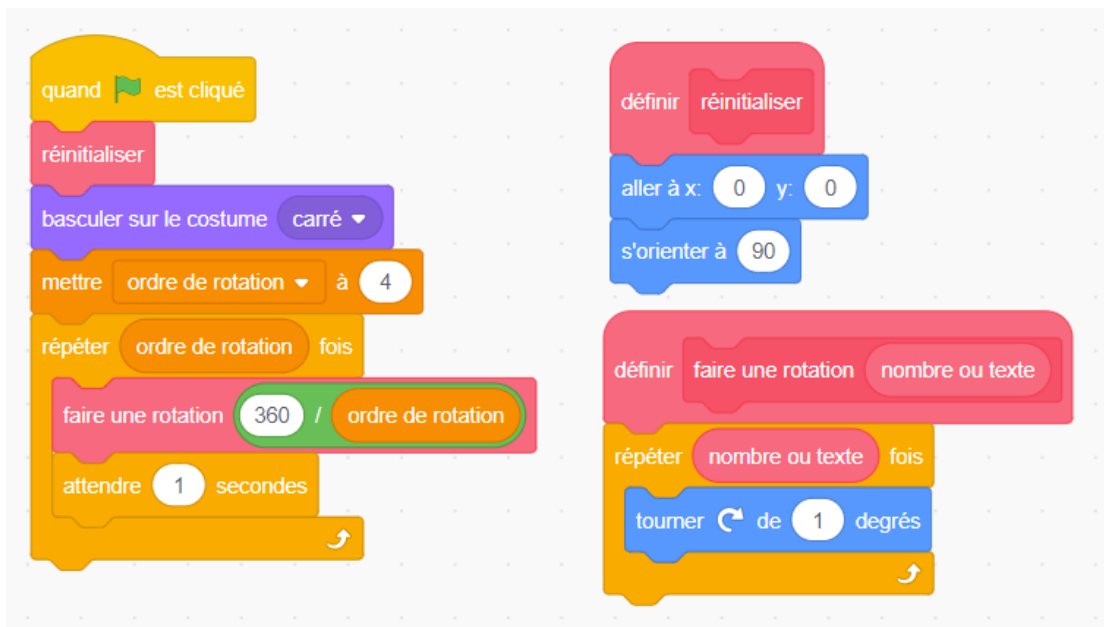 quand est cliqué
réinitialiser
basculer sur le costume carré
mettre ordre de rotation à 4
répéter ordre de rotation fois
faire une rotation 360 / ordre de rotation
attendre 1 secondes
définir réinitialiser
aller à x: 0 y: 0
s'orienter à 90
définir faire une rotation nombre ou texte
répéter nombre ou texte fois
tourner de 1 degrés